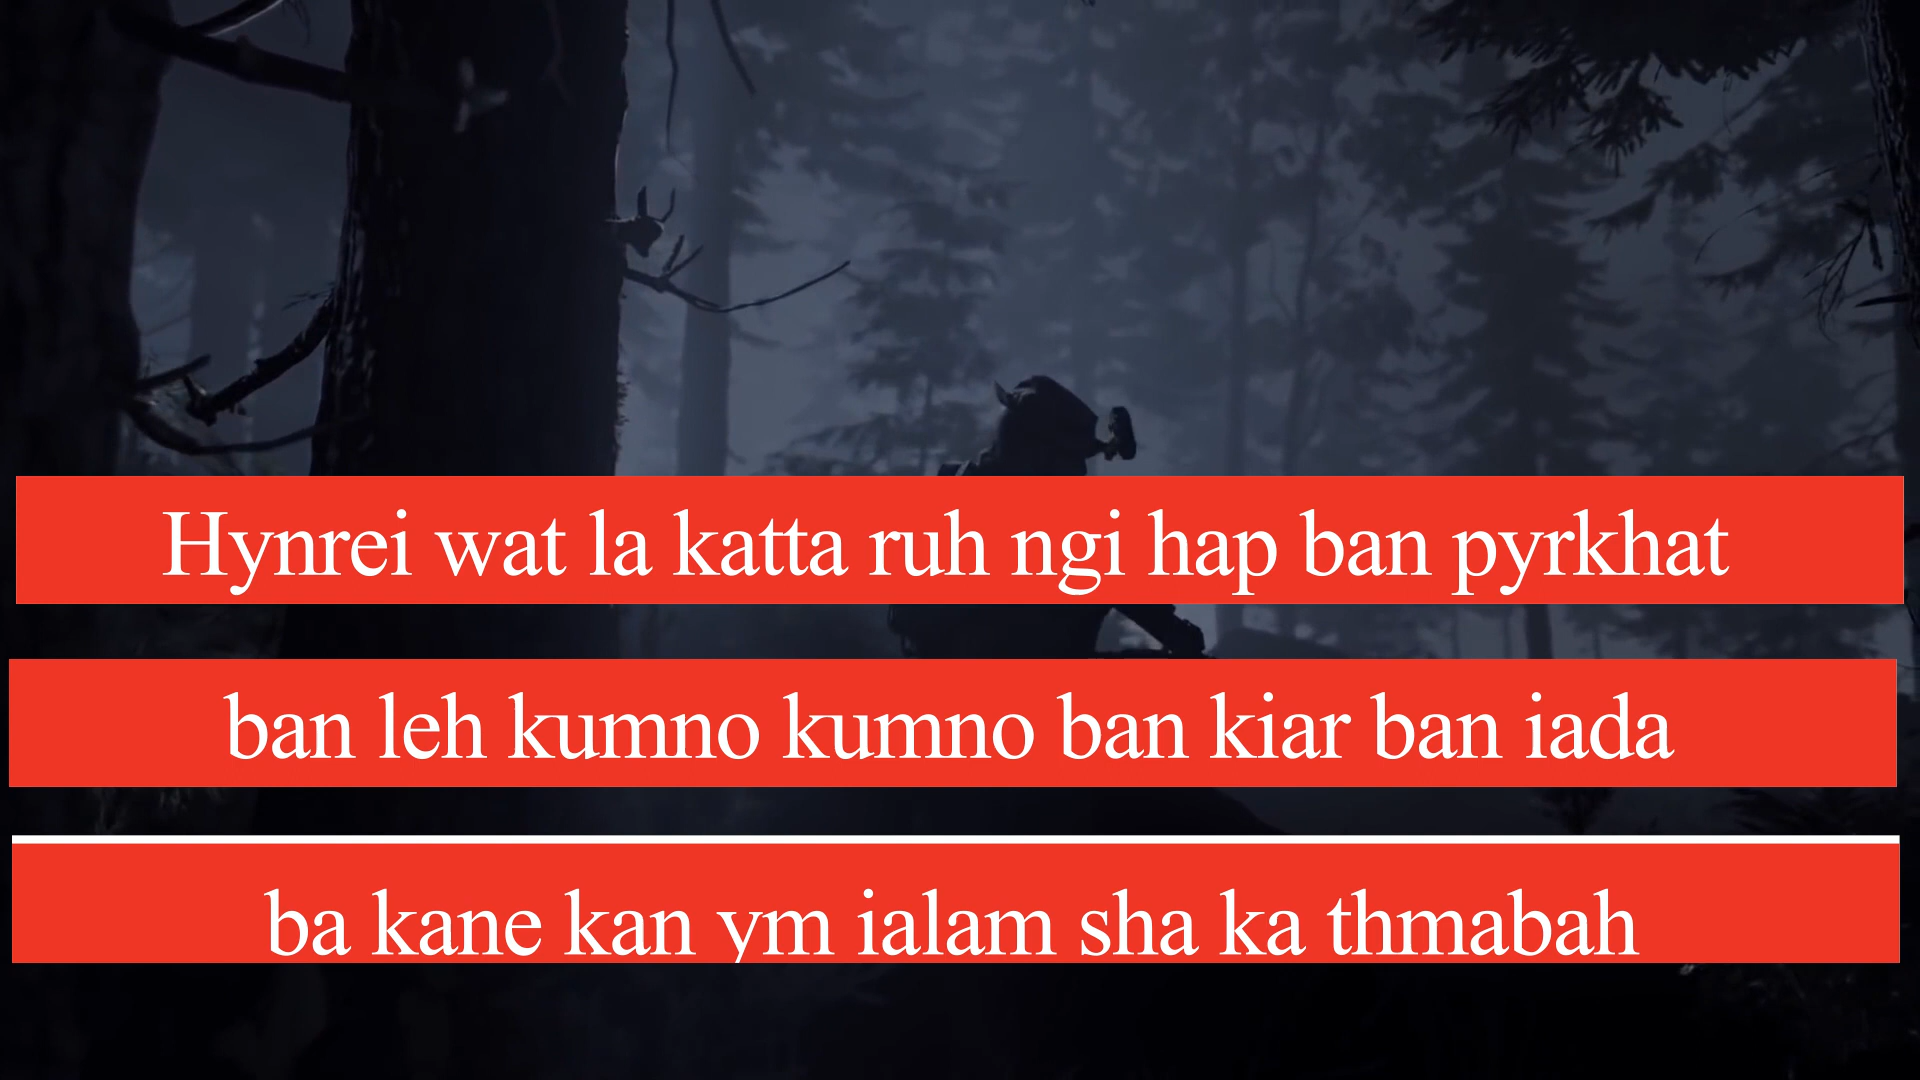 Hynrei wat la katta ruh ngi hap ban pyrkhat
ban leh kumno kumno ban kiar ban iada
ba kane kan ym ialam sha ka thmabah